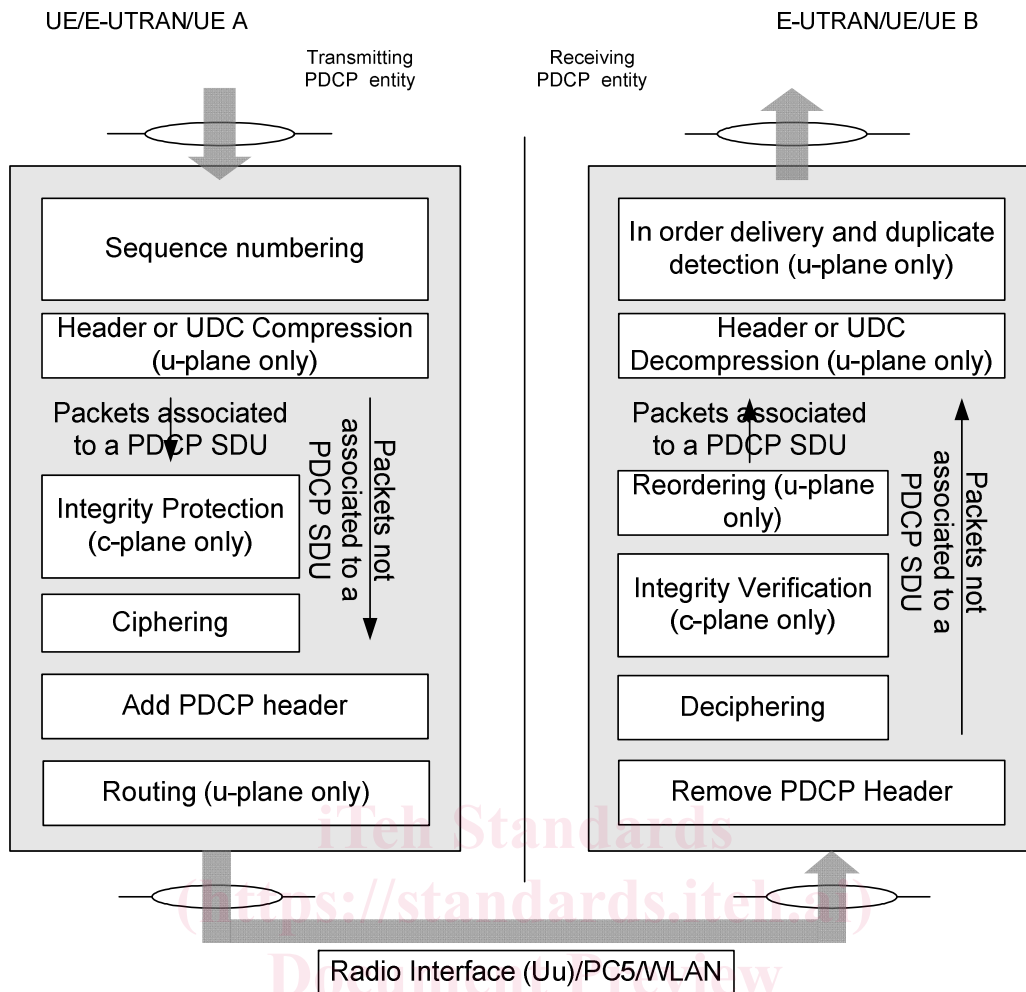 UE/E-UTRAN/UE A
E-UTRAN/UE/UE B
Transmitting
PDCP entity
Receiving
PDCP entity
Sequence numbering
Header or UDC Compression
(u-plane only)
Packets associated
to a PDCP SDU
Packets not
associated to a
PDCP SDU
Integrity Protection
(c-plane only)
Ciphering
Add PDCP header
Routing (u-plane only)
In order delivery and duplicate
detection (u-plane only)
Header or UDC
Decompression (u-plane only)
Packets associated
to a PDCP SDU
Packets not
associated to a
PDCP SDU
Reordering (u-plane
only)
Integrity Verification
(c-plane only)
Deciphering
Remove PDCP Header
iTeh Standards
(https://standards.iteh.ai)
Document Preview
Radio Interface (Uu)/PC5/WLAN